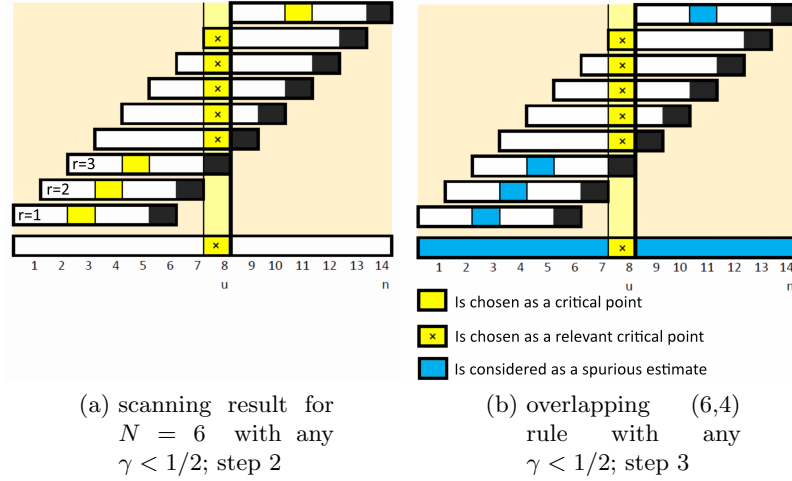 r=3
r=2
r=1
× × × × × ×
1 2 3 4 5 6 7 8 9 10 11 12 13 14
u n
× × × × × ×
1 2 3 4 5 6 7 8 9 10 11 12 13 14
u n
Is chosen as a critical point
× Is chosen as a relevant critical point
Is considered as a spurious estimate
(a) scanning result for
N = 6 with any
γ < 1/2; step 2
(b) overlapping (6,4)
rule with any
γ < 1/2; step 3